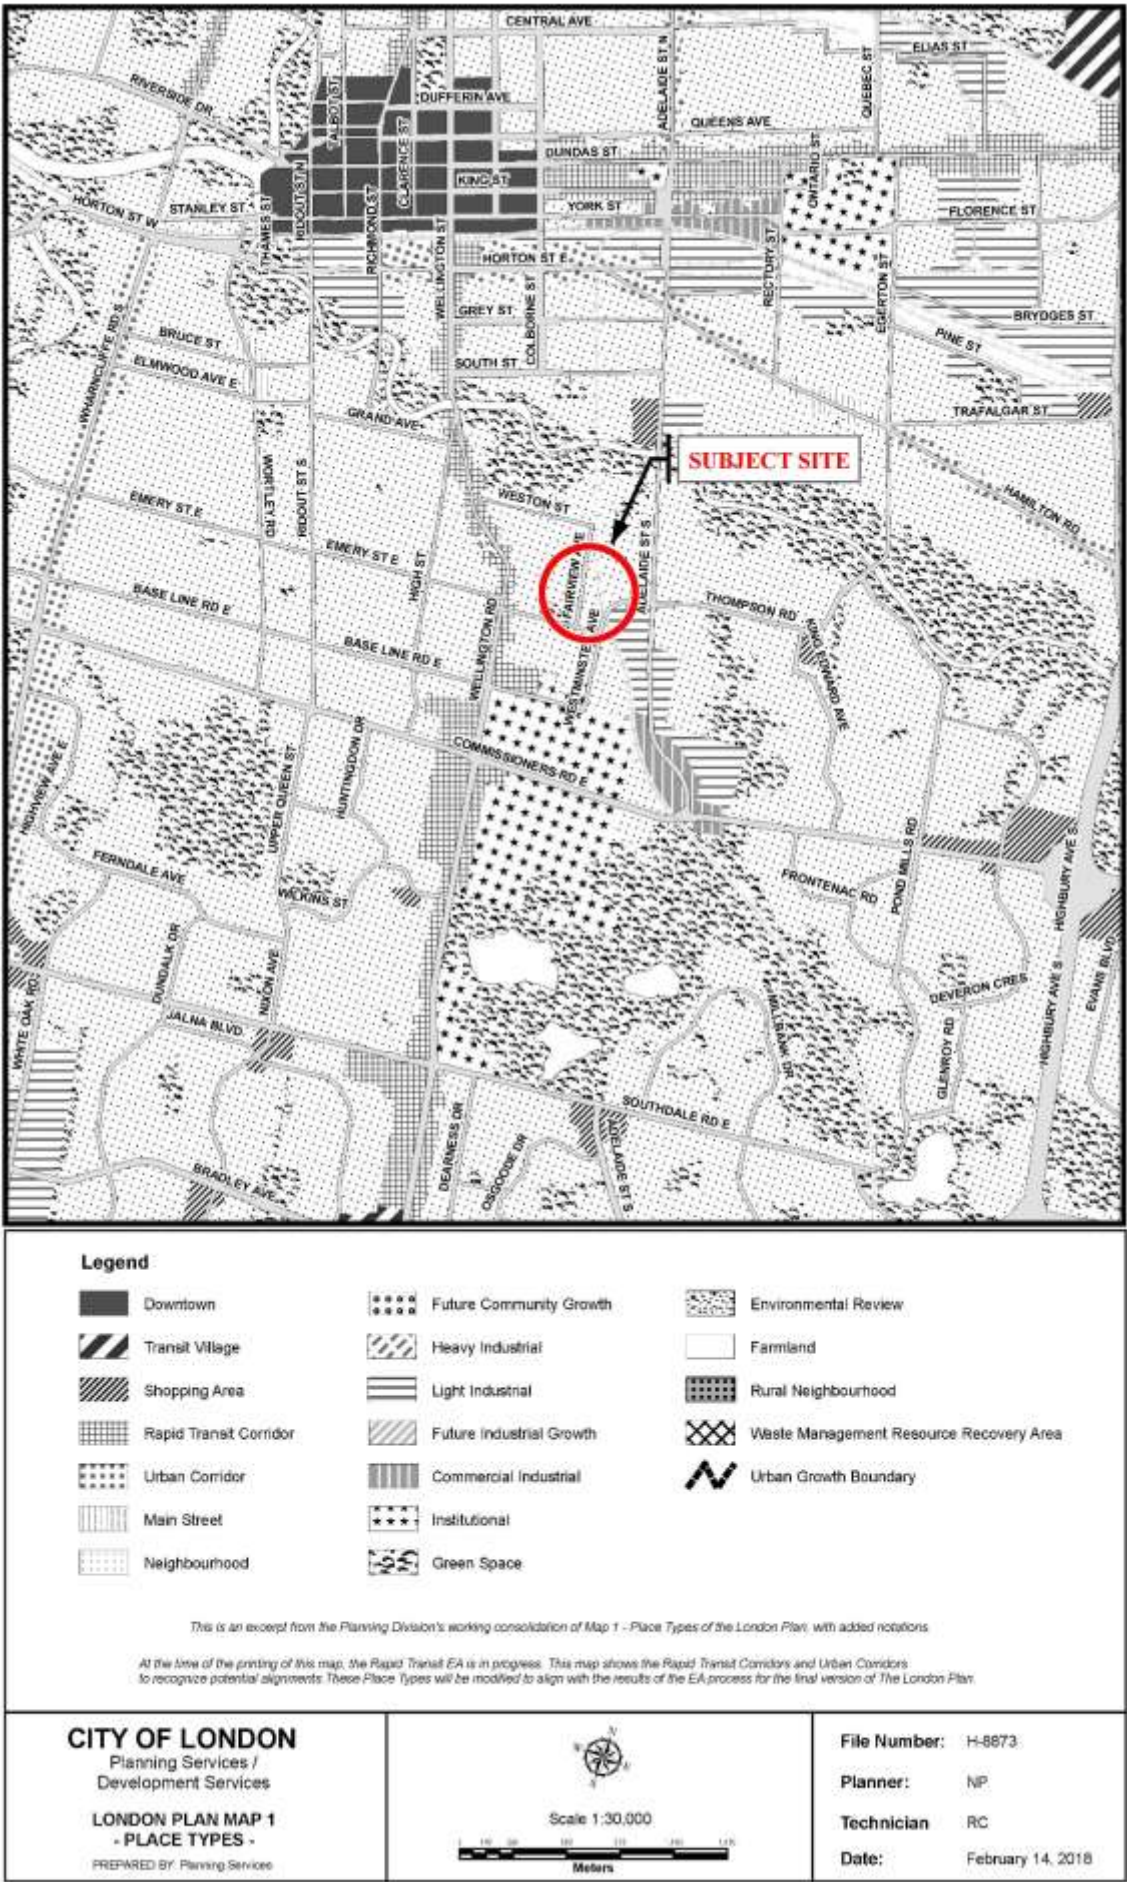 CENTRAL AVE
ELIAS ST
ADELAIDE ST N
QUEBEC ST
RIVERSIDE DR
TALBOT ST
DUFFERIN AVE
QUEENS AVE
CLARENCE ST
DUNDAS ST
ONTARIO ST
KING ST
RIDOUT ST N
THAMES ST
STANLEY ST
HORTON ST W
RICHMOND ST
YORK ST
FLORENCE ST
WELLINGTON ST
HORTON ST E
RECTORY ST
EGERTON ST
GREY ST
COLBORNE ST
BRYDGES ST
BRUCE ST
PINE ST
WHARNCLIFFE RD S
ELMWOOD AVE E
SOUTH ST
GRAND AVE
TRAFALGAR ST
SUBJECT SITE
WORTLEY RD
RIDOUT ST S
EMERY ST E
WESTON ST
HAMILTON RD
EMERY ST E
HIGH ST
FAIRVIEW AVE
ADELAIDE ST S
BASE LINE RD E
THOMPSON RD
KING EDWARD AVE
BASE LINE RD E
WELLINGTON RD
WESTMINSTER AVE
COMMISSIONERS RD E
HIGHVIEW AVE E
UPPER QUEEN ST
HUNTINGDON DR
FERNDALE AVE
WILKINS ST
FRONTENAC RD
POND MILLS RD
HIGHBURY AVE S
DUNDALK DR
NIXON AVE
WHITE OAK RD
JALNA BLVD
MILLBANK DR
DEVERON CRES
EVANS BLVD
HIGHBURY AVE S
GLENROY RD
SOUTHDALE RD E
DEARNESS DR
OSGOODE DR
ADELAIDE ST S
BRADLEY AVE
Legend
Downtown
Transit Village
Shopping Area
Rapid Transit Corridor
Urban Corridor
Main Street
Neighbourhood
Future Community Growth
Heavy Industrial
Light Industrial
Future Industrial Growth
Commercial Industrial
Institutional
Green Space
Environmental Review
Farmland
Rural Neighbourhood
Waste Management Resource Recovery Area
Urban Growth Boundary
This is an excerpt from the Planning Division's working consolidation of Map 1 - Place Types of the London Plan, with added notations
At the time of the printing of this map, the Rapid Transit EA is in progress. This map shows the Rapid Transit Corridors and Urban Corridors
to recognize potential alignments These Place Types will be modified to align with the results of the EA process for the final version of The London Plan
CITY OF LONDON
Planning Services /
Development Services
LONDON PLAN MAP 1
- PLACE TYPES -
PREPARED BY: Planning Services
Scale 1:30,000
Meters
File Number: H-8873
Planner: NP
Technician RC
Date: February 14, 2018